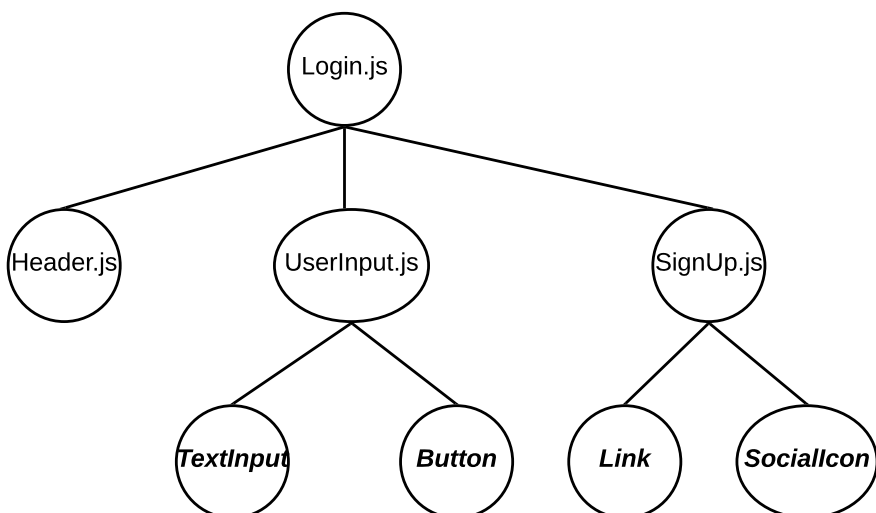 Login.js
Header.js
UserInput.js
SignUp.js
TextInput
Button
Link
SocialIcon